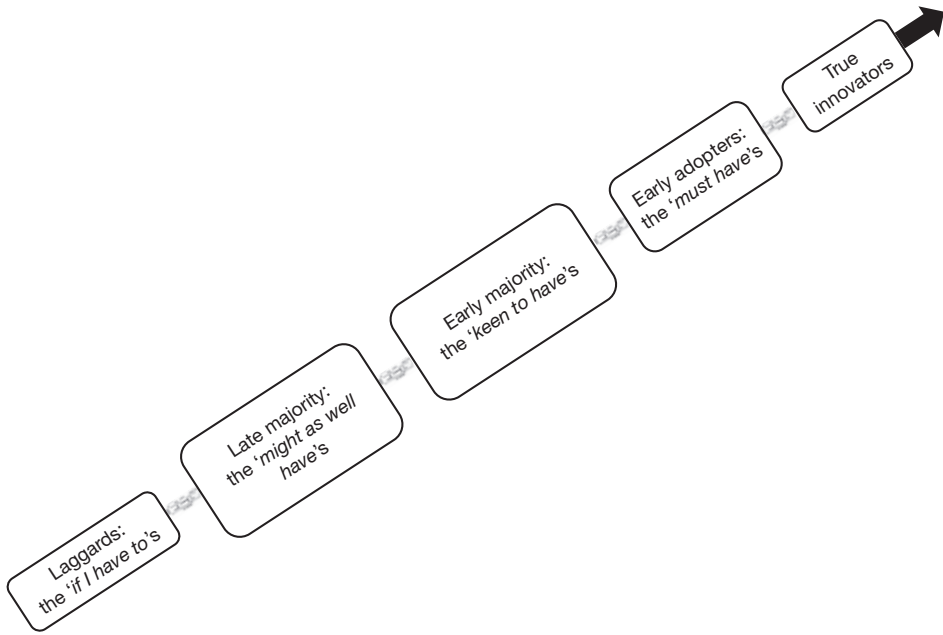 True
innovators
Early adopters:
the ‘must have’s
Early majority:
the ‘keen to have’s
Late majority:
the ‘might as well
have’s
Laggards:
the ‘if I have to’s